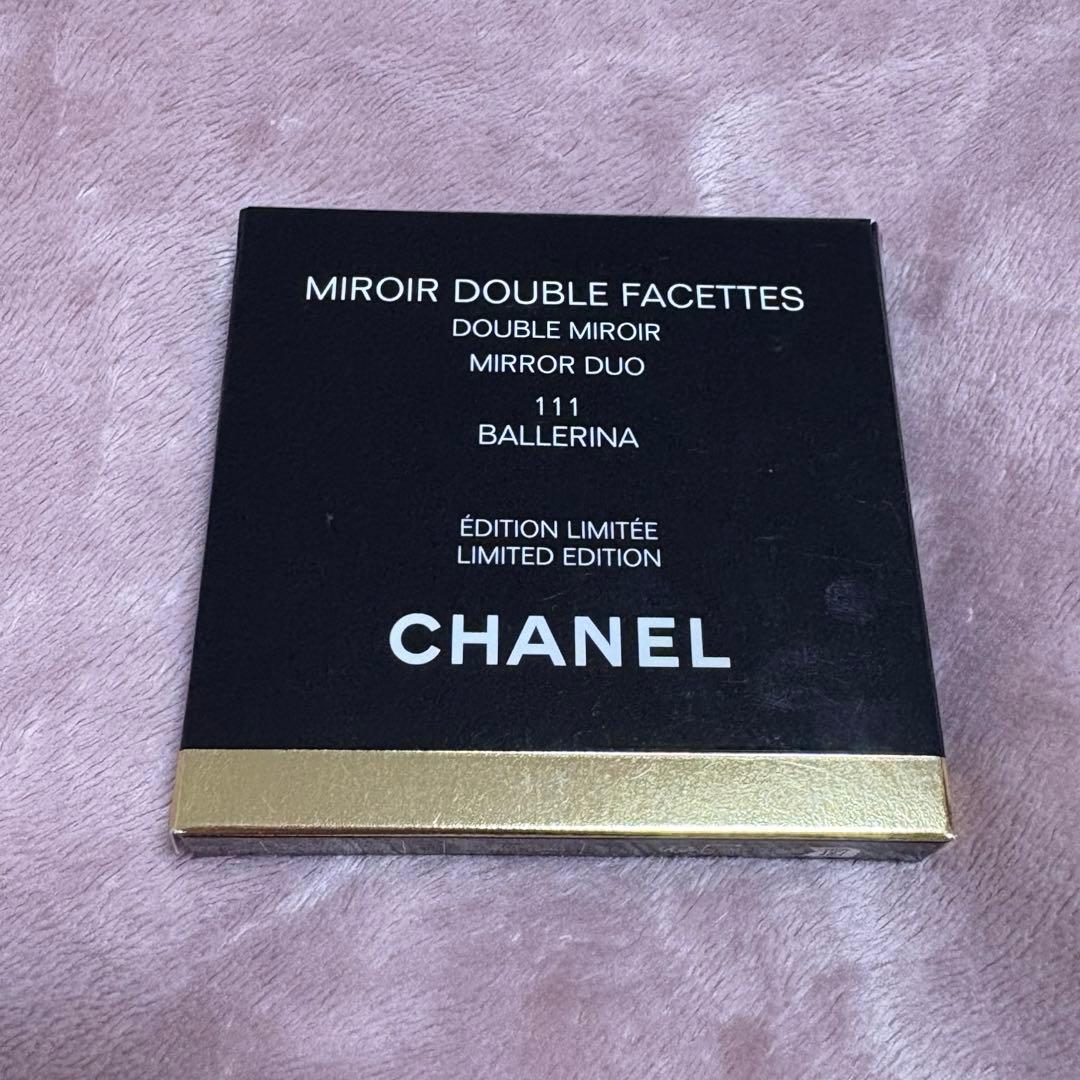 MIROIR DOUBLE FACETTES
DOUBLE MIROIR
MIRROR DUO
111
BALLERINA
ÉDITION LIMITÉE
LIMITED EDITION
CHANEL